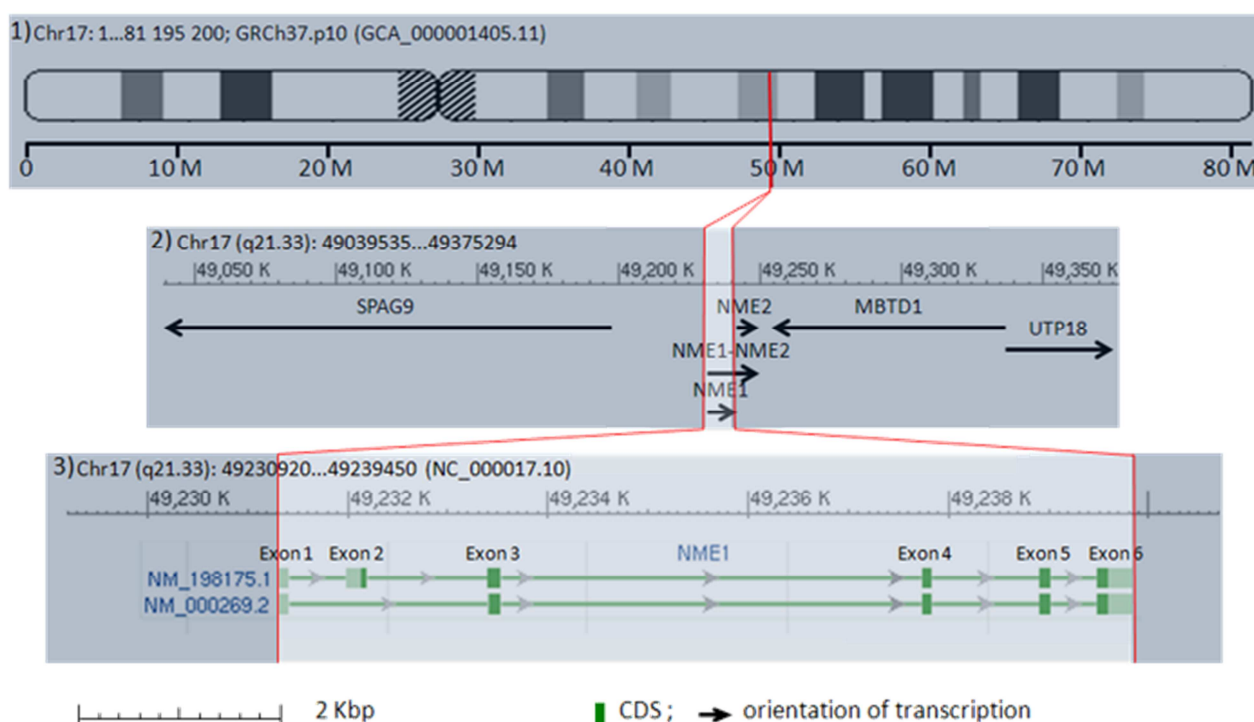 1) Chr17: 1...81 195 200; GRCh37.p10 (GCA_000001405.11)
0 10 M 20 M 30 M 40 M 50 M 60 M 70 M 80 M
2) Chr17 (q21.33): 49039535...49375294
49,050 K 49,100 K 49,150 K 49,200 K 49,250 K 49,300 K 49,350 K
SPAG9 NME2 MBTD1
UTP18
NME1-NME2
NME1
3) Chr17 (q21.33): 49230920...49239450 (NC_000017.10)
49,230 K 49,232 K 49,234 K 49,236 K 49,238 K
Exon 1 Exon 2 Exon 3 NME1 Exon 4 Exon 5 Exon 6
NM_198175.1
NM_000269.2
2 Kbp CDS ; orientation of transcription